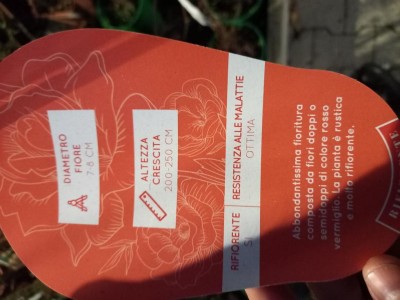 DIAMETRO
FIORE
7-8 CM
ALTEZZA
CRESCITA
200-250 CM
RIFIORENTE
SI
RESISTENZA ALLE MALATTIE
OTTIMA
Abbondantissima fioritura
composta da fiori doppi o
semidoppi di colore rosso
vermiglio. La pianta é rustica
e molto rifiorente.